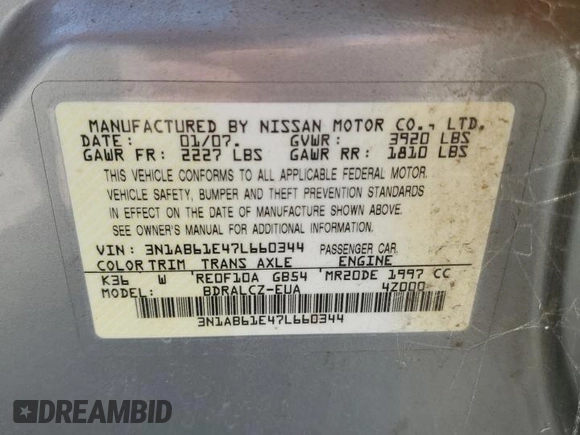 MANUFACTURED BY NISSAN MOTOR CO., LTD.
DATE: 01/07. GVWR: 3920 LBS
GAWR FR: 2227 LBS GAWR RR: 1810 LBS
THIS VEHICLE CONFORMS TO ALL APPLICABLE FEDERAL MOTOR
VEHICLE SAFETY, BUMPER AND THEFT PREVENTION STANDARDS
IN EFFECT ON THE DATE OF MANUFACTURE SHOWN ABOVE.
SEE OWNER'S MANUAL FOR ADDITIONAL INFORMATION.
VIN: 3N1AB61E47L660344 PASSENGER CAR
COLOR TRIM TRANS AXLE ENGINE
K36 W RE0F10A GB54 MR20DE 1997 CC
MODEL: BDRALCZ-EUA 4Z000
3N1AB61E47L660344
DREAMBID